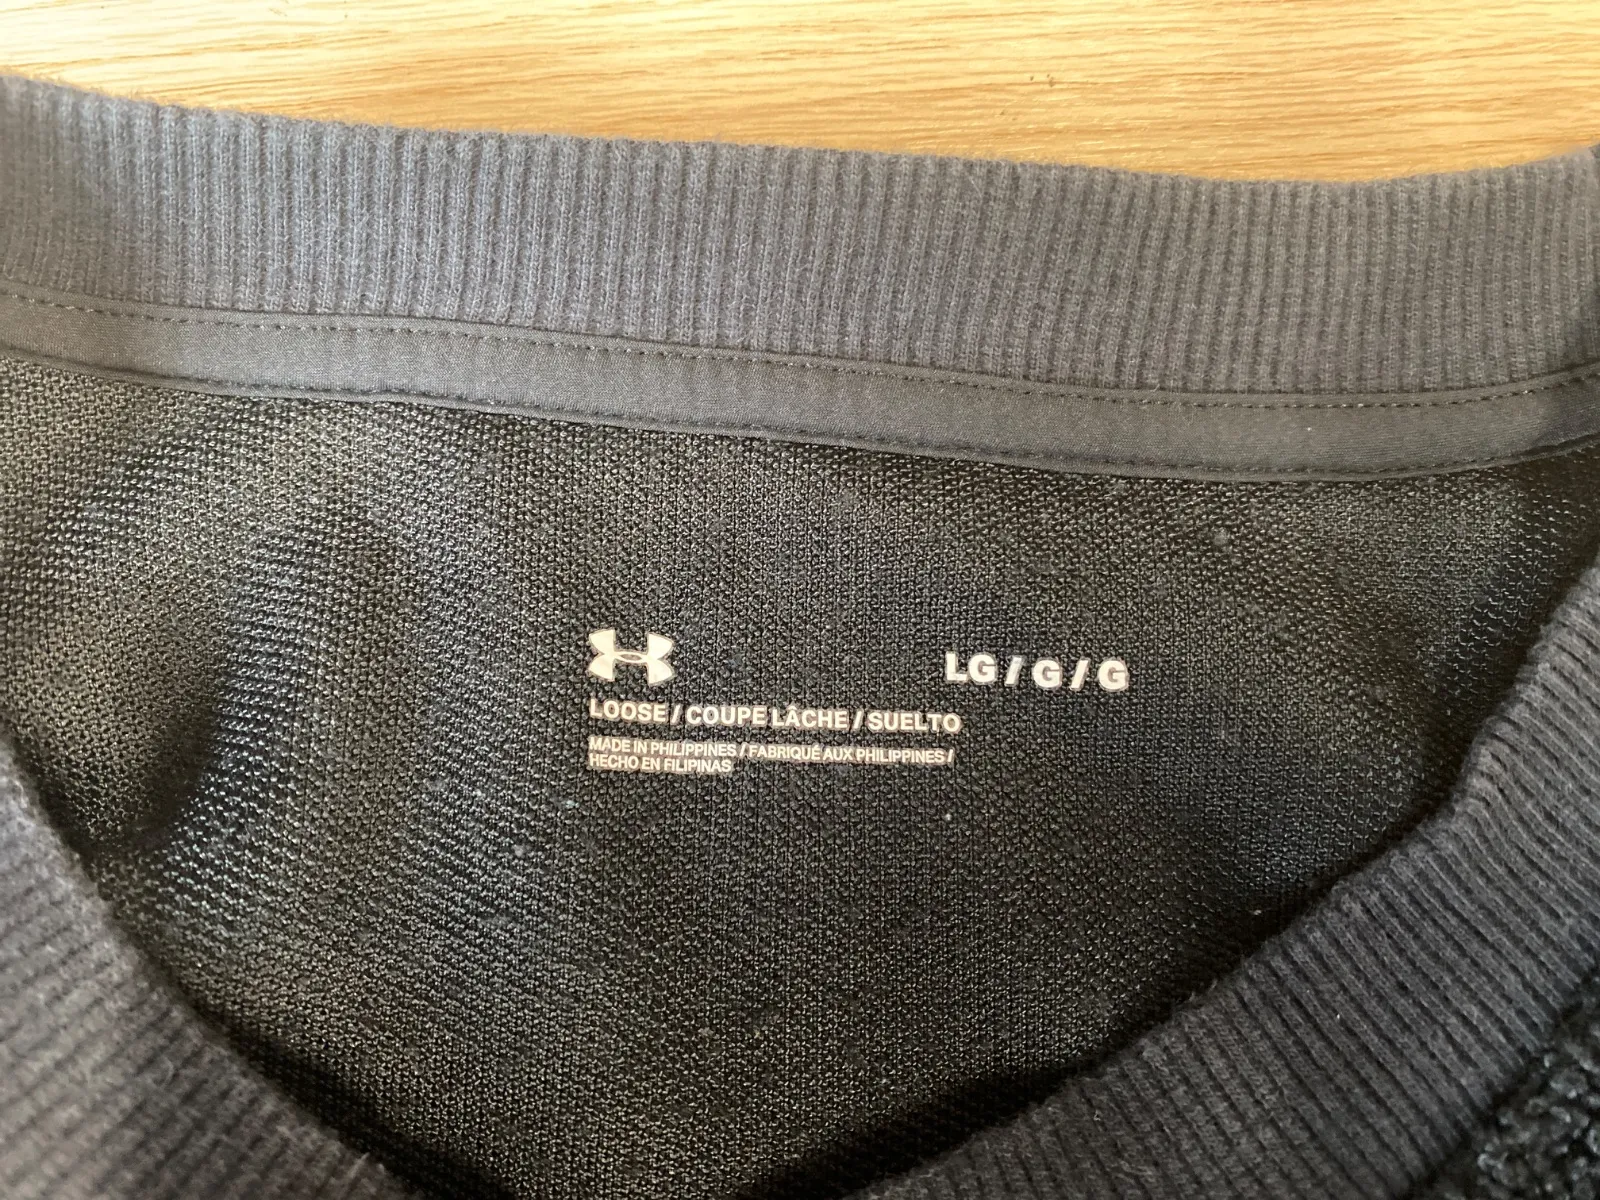 LG / G / G
LOOSE / COUPE LÂCHE / SUELTO
MADE IN PHILIPPINES / FABRIQUÉ AUX PHILIPPINES /
HECHO EN FILIPINAS